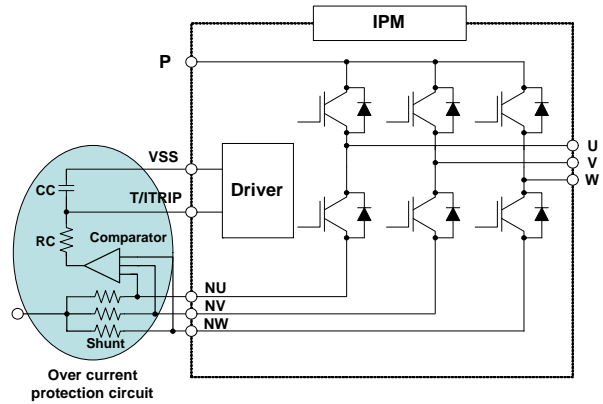 IPM
P
VSS
CC
Driver
T/ITRIP
RC
Comparator
U
V
W
NU
NV
NW
Shunt
Over current
protection circuit